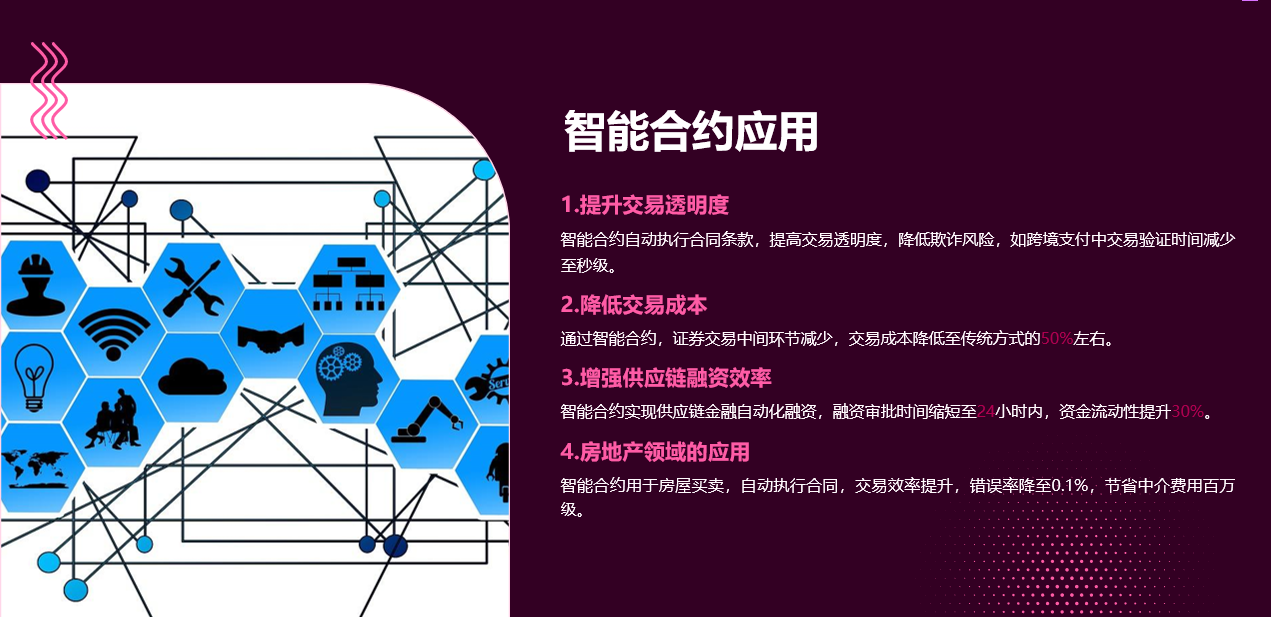 智能合约应用
1.提升交易透明度
智能合约自动执行合同条款，提高交易透明度，降低欺诈风险，如跨境支付中交易验证时间减少
至秒级。
2.降低交易成本
通过智能合约，证券交易中间环节减少，交易成本降低至传统方式的50%左右。
3.增强供应链融资效率
智能合约实现供应链金融自动化融资，融资审批时间缩短至24小时内，资金流动性提升30%。
4.房地产领域的应用
智能合约用于房屋买卖，自动执行合同，交易效率提升，错误率降至0.1%，节省中介费用百万
级。